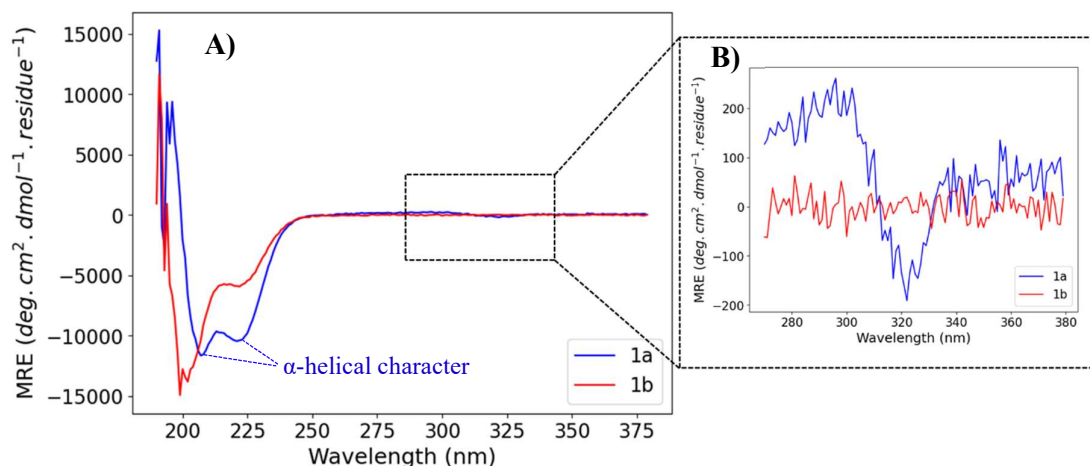 A)
MRE (deg. cm². dmol⁻¹. residue⁻¹)
15000
10000
5000
0
−5000
−10000
−15000
α-helical character
1a
1b
200 225 250 275 300 325 350 375
Wavelength (nm)
B)
MRE (deg. cm². dmol⁻¹. residue⁻¹)
200
100
0
−100
−200
1a
1b
280 300 320 340 360 380
Wavelength (nm)